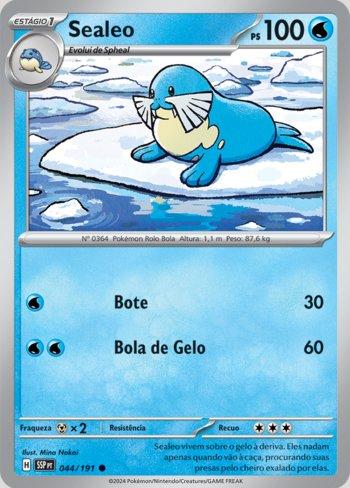 ESTÁGIO 1
Sealeo
PS 100
Evolui de Spheal
Nº 0364 Pokémon Rolo Bola Altura: 1,1 m Peso: 87,6 kg
Bote 30
Bola de Gelo 60
Fraqueza ×2 Resistência Recuo
Ilust. Mina Nakai
H SSP PT 044/191
Sealeo vivem sobre o gelo à deriva. Eles nadam
apenas quando vão à caça, procurando suas
presas pelo cheiro exalado por elas.
©2024 Pokémon/Nintendo/Creatures/GAME FREAK